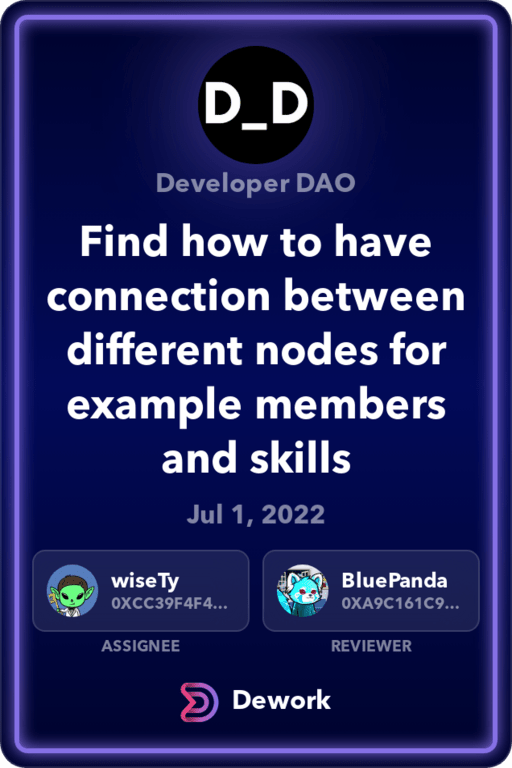 D_D
Developer DAO
Find how to have
connection between
different nodes for
example members
and skills
Jul 1, 2022
wiseTy
0XCC39F4F4...
BluePanda
0XA9C161C9...
ASSIGNEE
REVIEWER
Dework